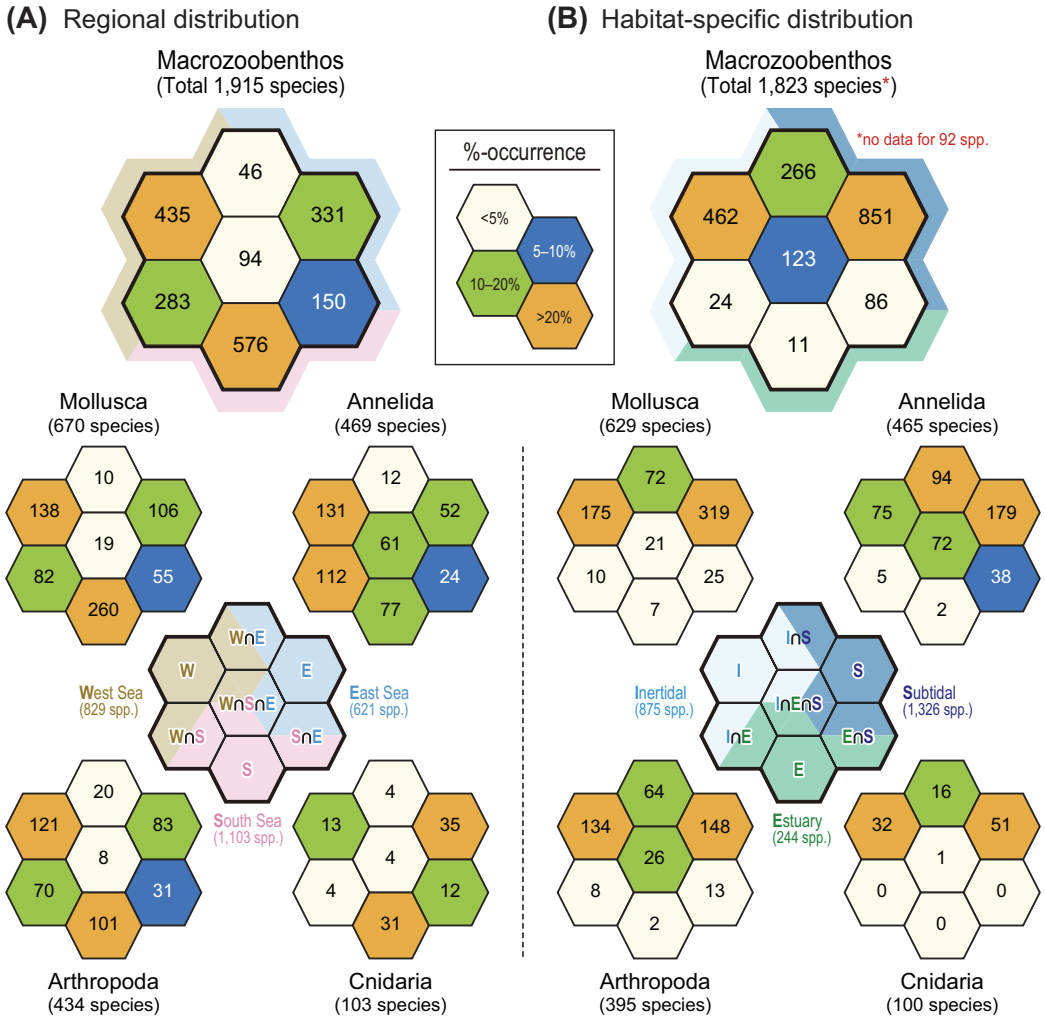 (A) Regional distribution
Macrozoobenthos
(Total 1,915 species)
46
435
331
94
283
150
576
%-occurrence
<5%
5–10%
10–20%
>20%
Mollusca
(670 species)
10
138
106
19
82
55
260
Annelida
(469 species)
12
131
52
61
112
24
77
W∩E
W
E
W∩S∩E
W∩S
S∩E
S
West Sea
(829 spp.)
East Sea
(621 spp.)
South Sea
(1,103 spp.)
20
121
83
8
70
31
101
Arthropoda
(434 species)
4
13
35
4
4
12
31
Cnidaria
(103 species)
(B) Habitat-specific distribution
Macrozoobenthos
(Total 1,823 species*)
*no data for 92 spp.
266
462
851
123
24
86
11
Mollusca
(629 species)
72
175
319
21
10
25
7
Annelida
(465 species)
94
75
179
72
5
38
2
I∩S
I
S
I∩E∩S
I∩E
E∩S
E
Inertidal
(875 spp.)
Subtidal
(1,326 spp.)
Estuary
(244 spp.)
64
134
148
26
8
13
2
Arthropoda
(395 species)
16
32
51
1
0
0
0
Cnidaria
(100 species)